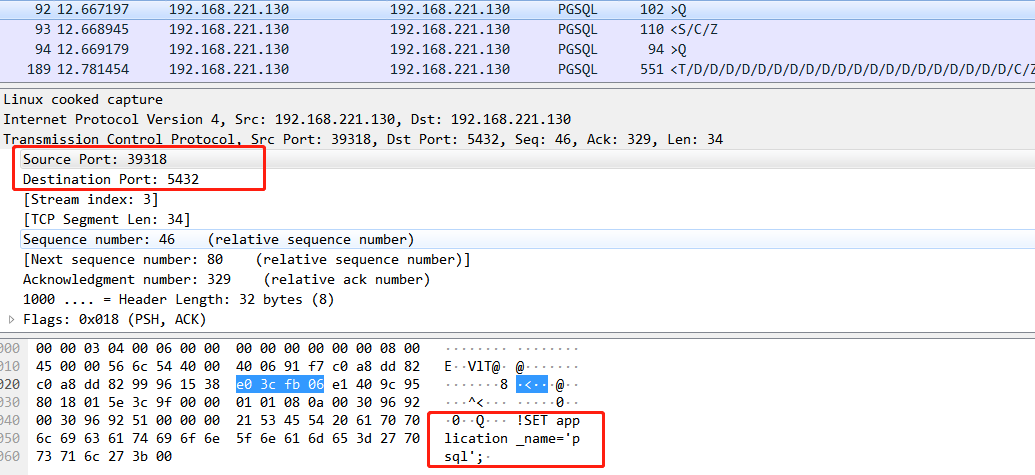 92 12.667197 192.168.221.130 192.168.221.130 PGSQL 102 >Q
93 12.668945 192.168.221.130 192.168.221.130 PGSQL 110 <S/C/Z
94 12.669179 192.168.221.130 192.168.221.130 PGSQL 94 >Q
189 12.781454 192.168.221.130 192.168.221.130 PGSQL 551 <T/D/D/D/D/D/D/D/D/D/D/D/D/D/D/D/D/D/D/C/Z
Linux cooked capture
Internet Protocol Version 4, Src: 192.168.221.130, Dst: 192.168.221.130
Transmission Control Protocol, Src Port: 39318, Dst Port: 5432, Seq: 46, Ack: 329, Len: 34
Source Port: 39318
Destination Port: 5432
[Stream index: 3]
[TCP Segment Len: 34]
Sequence number: 46 (relative sequence number)
[Next sequence number: 80 (relative sequence number)]
Acknowledgment number: 329 (relative ack number)
1000 .... = Header Length: 32 bytes (8)
Flags: 0x018 (PSH, ACK)
000 00 00 03 04 00 06 00 00 00 00 00 00 00 00 08 00 ········ ········
010 45 00 00 56 6c 54 40 00 40 06 91 f7 c0 a8 dd 82 E··VlT@· @·······
020 c0 a8 dd 82 99 96 15 38 e0 3c fb 06 e1 40 9c 95 ·······8 ·<···@··
030 80 18 01 5e 3c 9f 00 00 01 01 08 0a 00 30 96 92 ···^<··· ·····0··
040 00 30 96 92 51 00 00 00 21 53 45 54 20 61 70 70 ·0··Q··· !SET app
050 6c 69 63 61 74 69 6f 6e 5f 6e 61 6d 65 3d 27 70 lication _name='p
060 73 71 6c 27 3b 00 sql';·